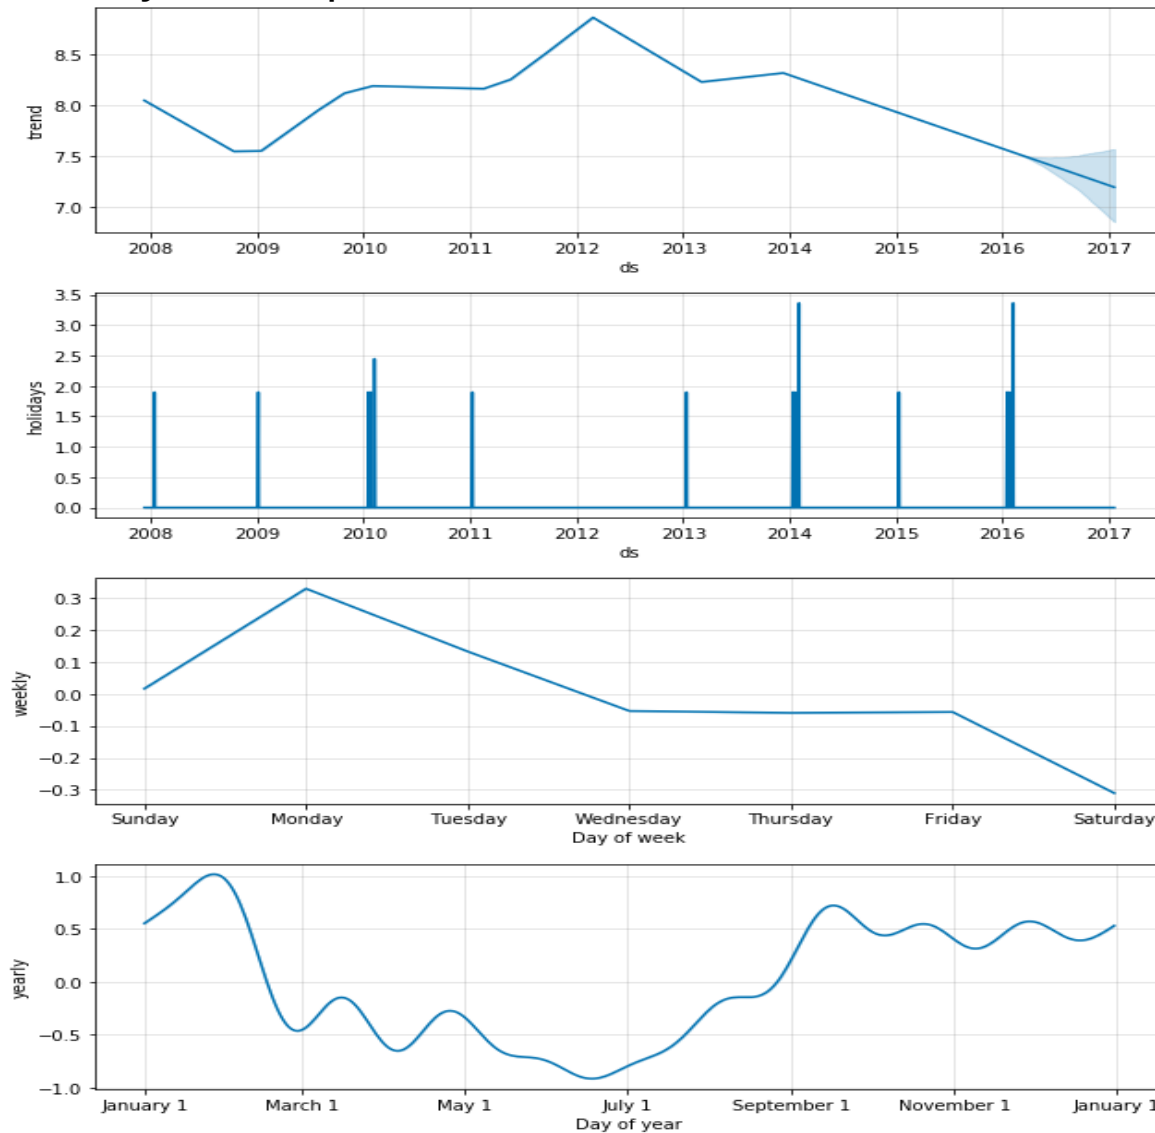 8.5
8.0
7.5
7.0
trend
2008 2009 2010 2011 2012 2013 2014 2015 2016 2017
ds
3.5
3.0
2.5
2.0
1.5
1.0
0.5
0.0
holidays
2008 2009 2010 2011 2012 2013 2014 2015 2016 2017
ds
0.3
0.2
0.1
0.0
−0.1
−0.2
−0.3
weekly
Sunday Monday Tuesday Wednesday Thursday Friday Saturday
Day of week
1.0
0.5
0.0
−0.5
−1.0
yearly
January 1 March 1 May 1 July 1 September 1 November 1 January 1
Day of year